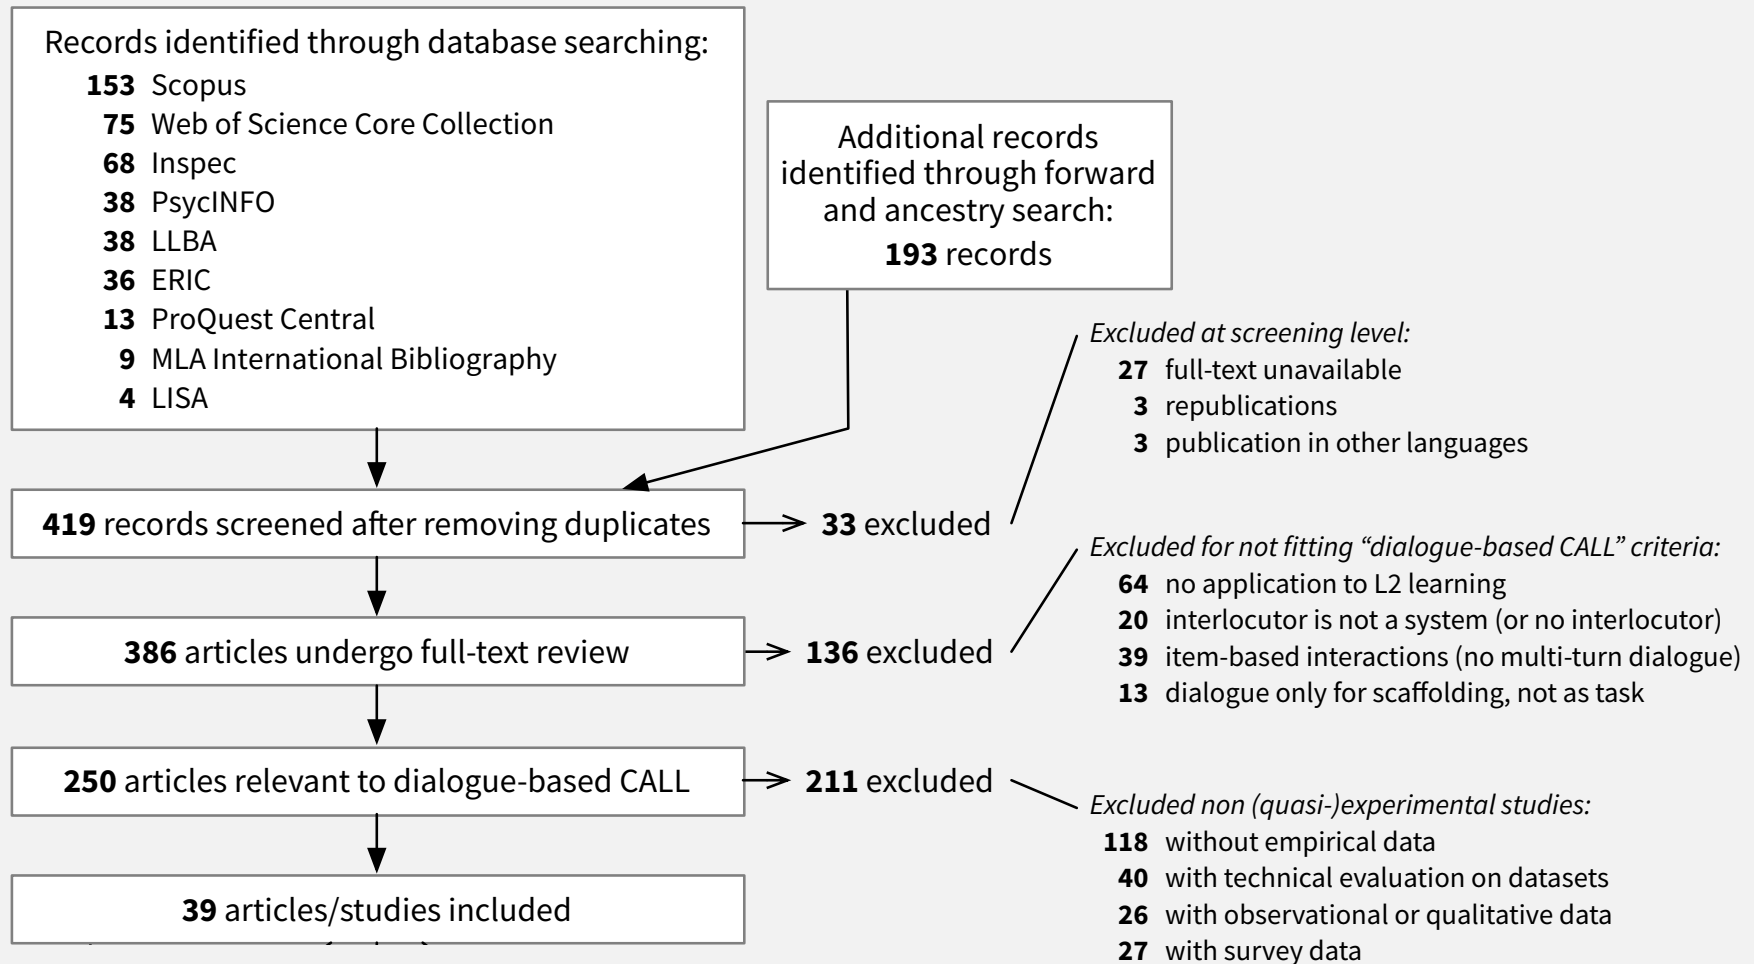 Records identified through database searching:
153 Scopus
75 Web of Science Core Collection
68 Inspec
38 PsycINFO
38 LLBA
36 ERIC
13 ProQuest Central
9 MLA International Bibliography
4 LISA
Additional records
identified through forward
and ancestry search:
193 records
419 records screened after removing duplicates
33 excluded
Excluded at screening level:
27 full-text unavailable
3 republications
3 publication in other languages
386 articles undergo full-text review
136 excluded
Excluded for not fitting “dialogue-based CALL” criteria:
64 no application to L2 learning
20 interlocutor is not a system (or no interlocutor)
39 item-based interactions (no multi-turn dialogue)
13 dialogue only for scaffolding, not as task
250 articles relevant to dialogue-based CALL
211 excluded
Excluded non (quasi-)experimental studies:
118 without empirical data
40 with technical evaluation on datasets
26 with observational or qualitative data
27 with survey data
39 articles/studies included